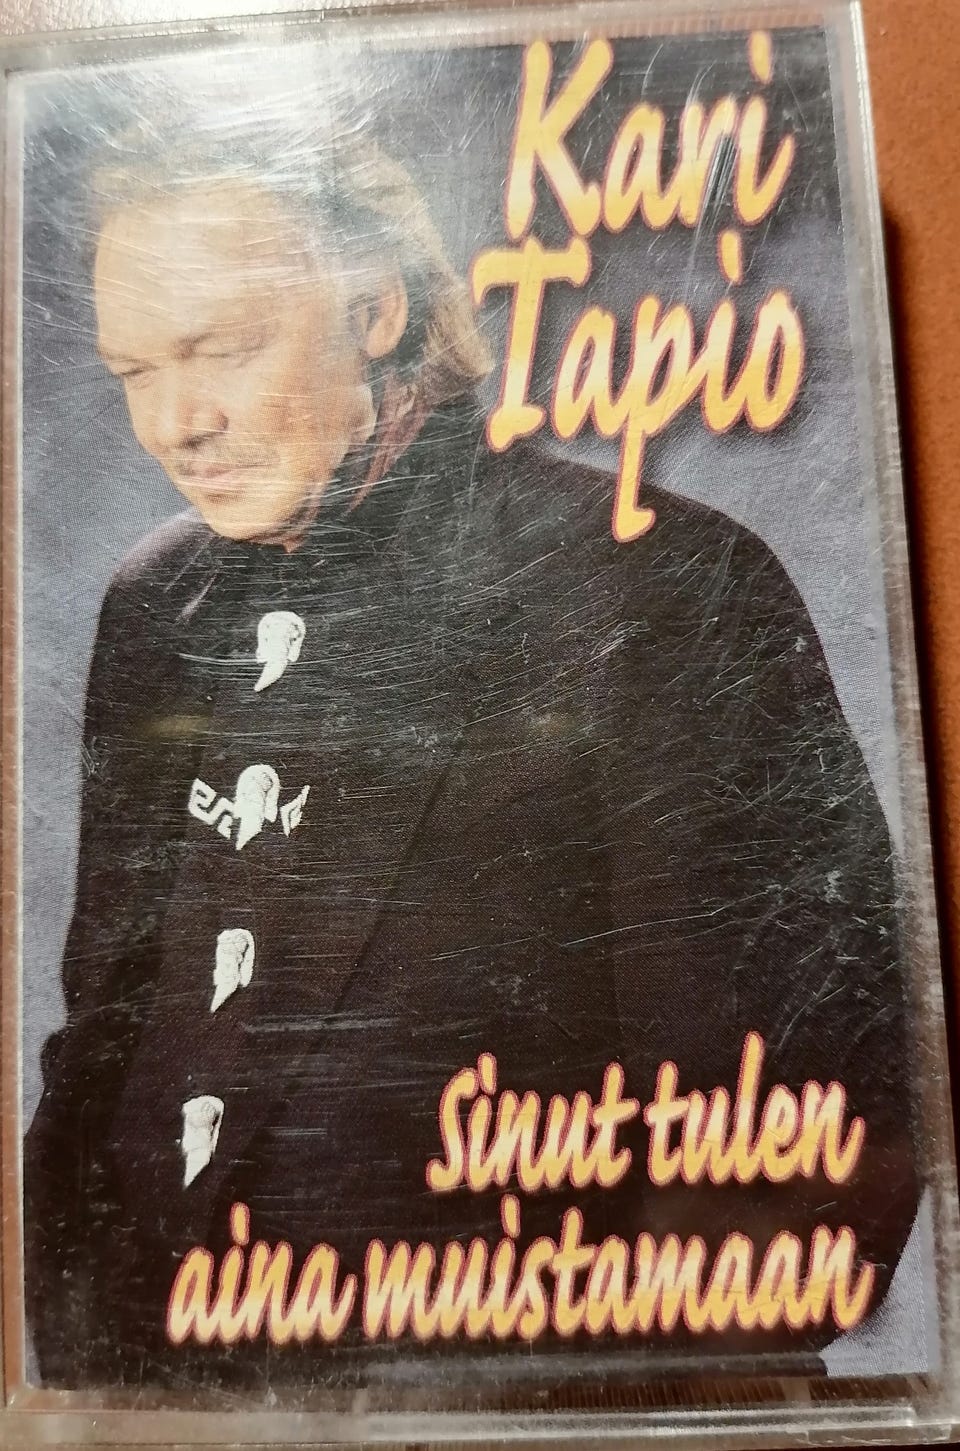 Kari
Tapio
Sinut tulen
aina muistamaan